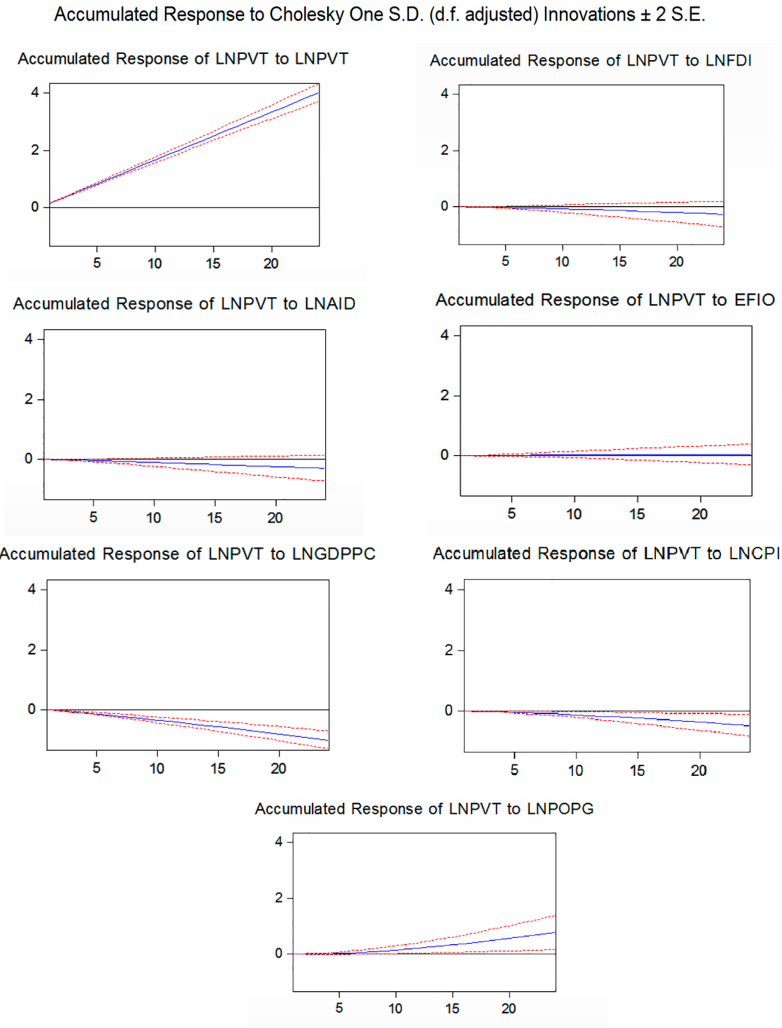 Accumulated Response to Cholesky One S.D. (d.f. adjusted) Innovations ± 2 S.E.
Accumulated Response of LNPVT to LNPVT
4
2
0
5 10 15 20
Accumulated Response of LNPVT to LNFDI
4
2
0
5 10 15 20
Accumulated Response of LNPVT to LNAID
4
2
0
5 10 15 20
Accumulated Response of LNPVT to EFIO
4
2
0
5 10 15 20
Accumulated Response of LNPVT to LNGDPPC
4
2
0
5 10 15 20
Accumulated Response of LNPVT to LNCPI
4
2
0
5 10 15 20
Accumulated Response of LNPVT to LNPOPG
4
2
0
5 10 15 20